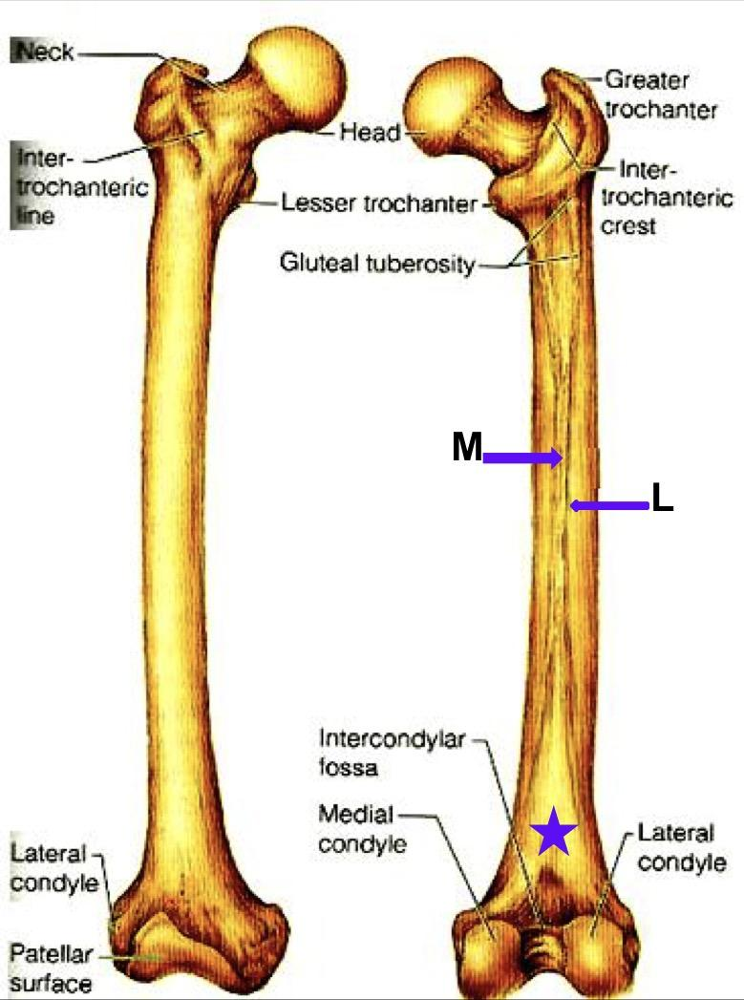 Neck
Inter-
trochanteric
line
Head
Lesser trochanter
Gluteal tuberosity
Greater
trochanter
Inter-
trochanteric
crest
M
L
Intercondylar
fossa
Medial
condyle
Lateral
condyle
Lateral
condyle
Patellar
surface